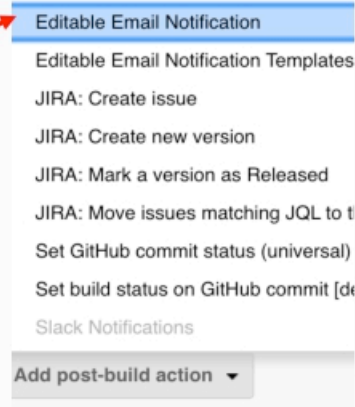 Editable Email Notification
Editable Email Notification Templates
JIRA: Create issue
JIRA: Create new version
JIRA: Mark a version as Released
JIRA: Move issues matching JQL to
Set GitHub commit status (universal)
Set build status on GitHub commit
Slack Notifications
Add post-build action